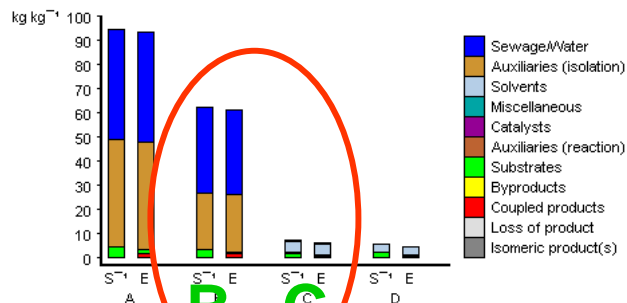 kg kg⁻¹
100
90
80
70
60
50
40
30
20
10
0
S⁻¹ E S⁻¹ E S⁻¹ E S⁻¹ E
A C D
B C
Sewage/Water
Auxiliaries (isolation)
Solvents
Miscellaneous
Catalysts
Auxiliaries (reaction)
Substrates
Byproducts
Coupled products
Loss of product
Isomeric product(s)